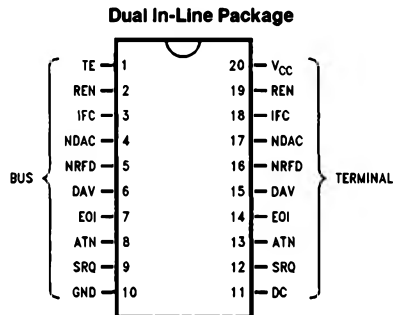 Dual In-Line Package
TE 1 20 VCC
REN 2 19 REN
IFC 3 18 IFC
NDAC 4 17 NDAC
BUS NRFD 5 16 NRFD TERMINAL
DAV 6 15 DAV
EOI 7 14 EOI
ATN 8 13 ATN
SRQ 9 12 SRQ
GND 10 11 DC